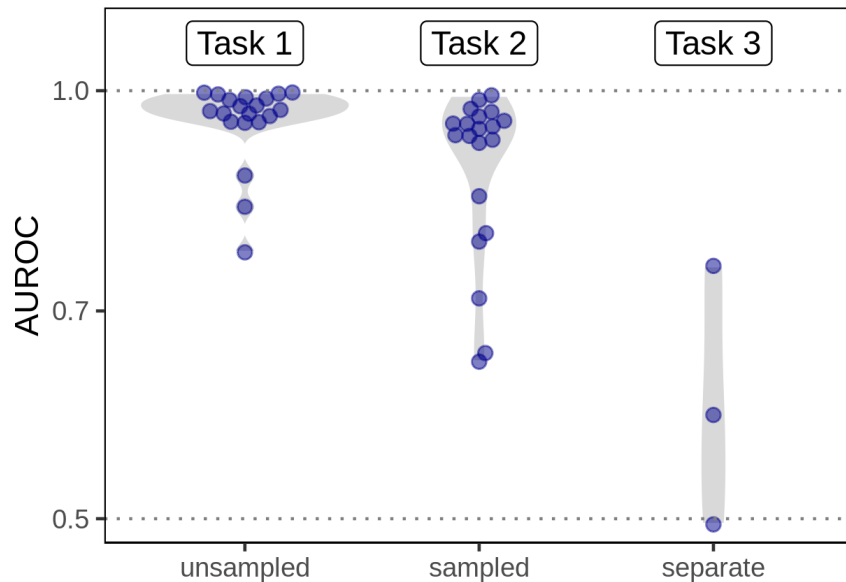 Task 1
Task 2
Task 3
1.0
0.7
0.5
AUROC
unsampled
sampled
separate